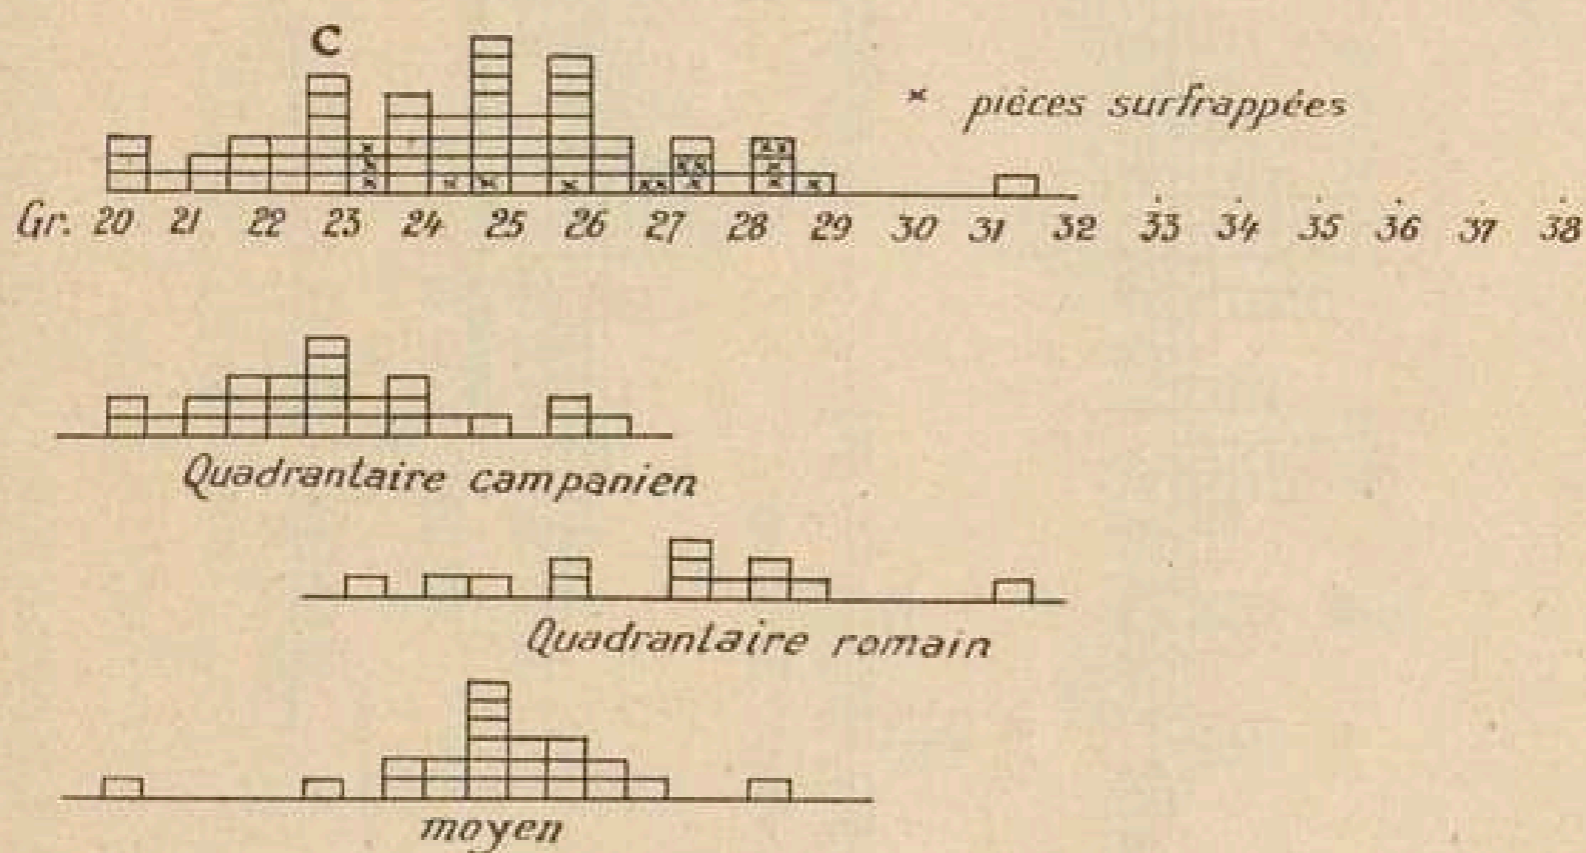 C
× pièces surfrappées
Gr. 20 21 22 23 24 25 26 27 28 29 30 31 32 33 34 35 36 37 38
Quadrantaire campanien
Quadrantaire romain
moyen